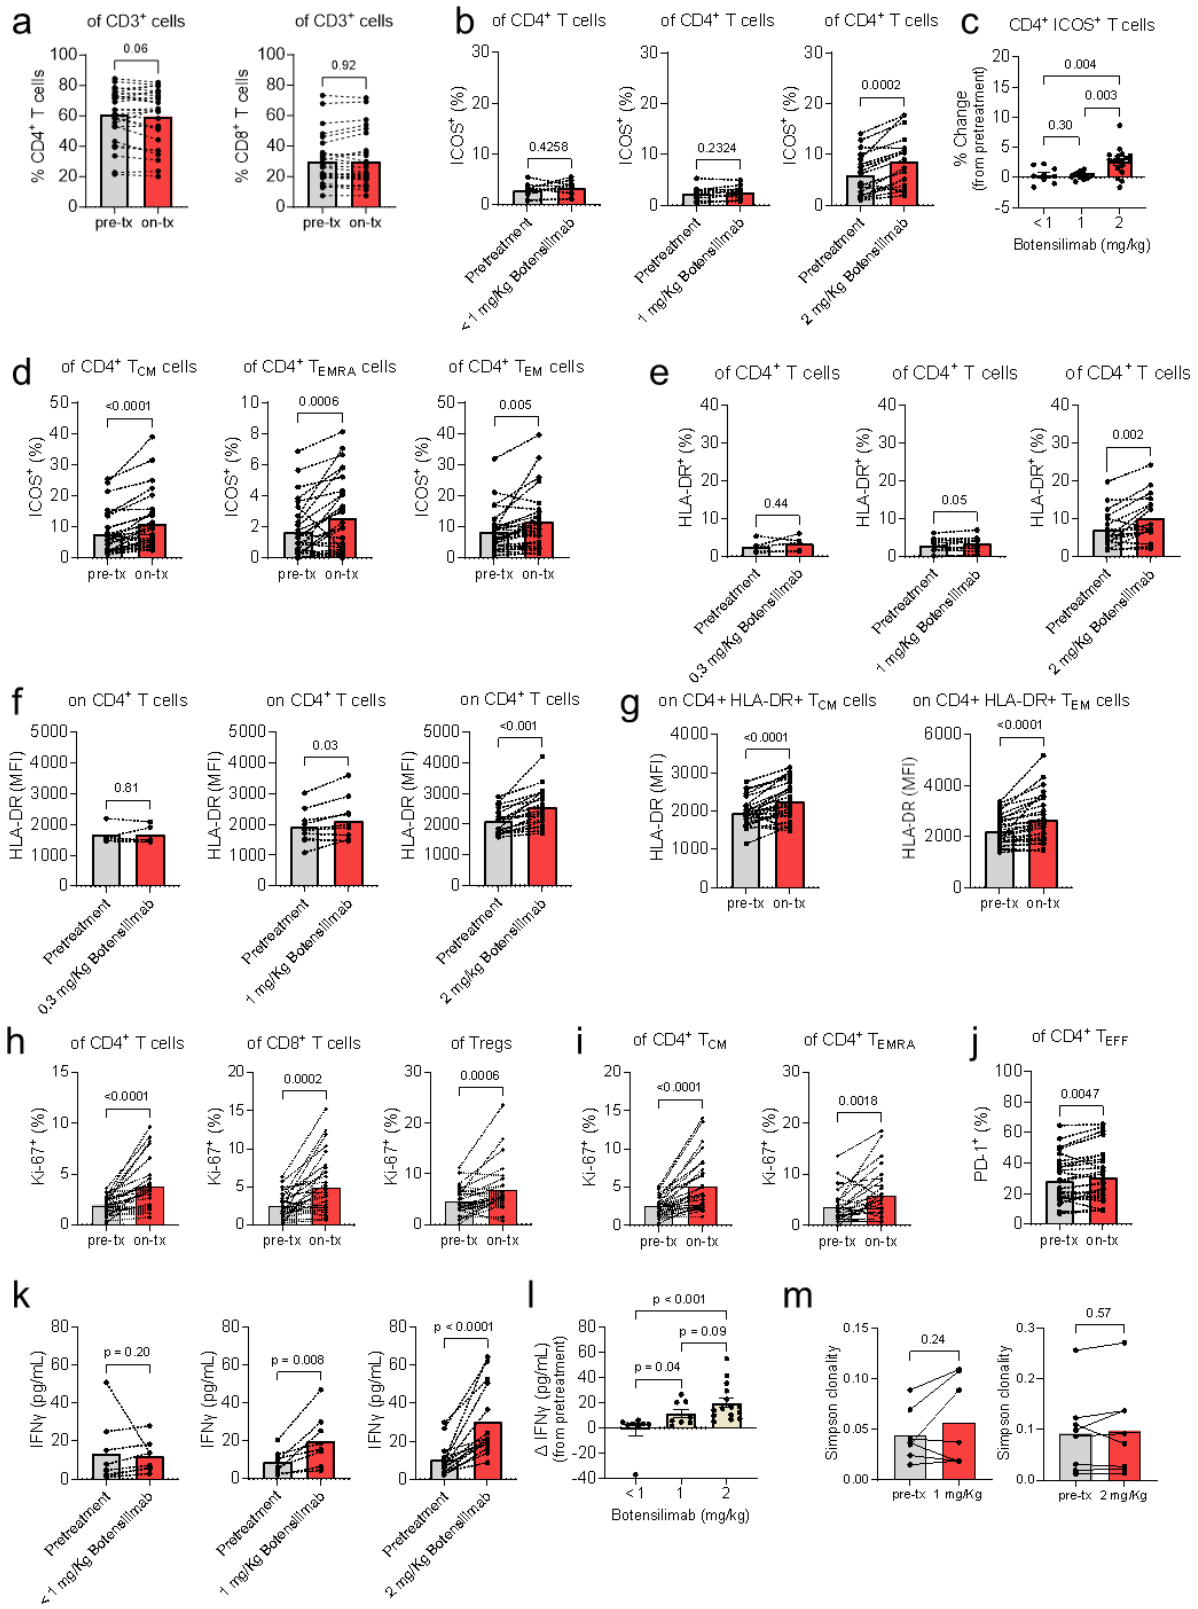 a
of CD3⁺ cells
% CD4⁺ T cells
100
80
60
40
20
0
0.06
pre-tx on-tx
of CD3⁺ cells
% CD8⁺ T cells
100
80
60
40
20
0
0.92
pre-tx on-tx
b
of CD4⁺ T cells
ICOS⁺ (%)
30
20
10
0
0.4258
Pretreatment
<1 mg/Kg Botensilimab
of CD4⁺ T cells
ICOS⁺ (%)
30
20
10
0
0.2324
Pretreatment
1 mg/Kg Botensilimab
of CD4⁺ T cells
ICOS⁺ (%)
30
20
10
0
0.0002
Pretreatment
2 mg/Kg Botensilimab
c
CD4⁺ ICOS⁺ T cells
% Change
(from pretreatment)
20
15
10
5
0
-5
0.004
0.003
0.30
<1 1 2
Botensilimab (mg/kg)
d
of CD4⁺ T_CM cells
ICOS⁺ (%)
50
40
30
20
10
0
<0.0001
pre-tx on-tx
of CD4⁺ T_EMRA cells
ICOS⁺ (%)
10
8
6
4
2
0
0.0006
pre-tx on-tx
of CD4⁺ T_EM cells
ICOS⁺ (%)
50
40
30
20
10
0
0.005
pre-tx on-tx
e
of CD4⁺ T cells
HLA-DR⁺ (%)
40
30
20
10
0
0.44
Pretreatment
0.3 mg/Kg Botensilimab
of CD4⁺ T cells
HLA-DR⁺ (%)
40
30
20
10
0
0.05
Pretreatment
1 mg/Kg Botensilimab
of CD4⁺ T cells
HLA-DR⁺ (%)
40
30
20
10
0
0.002
Pretreatment
2 mg/Kg Botensilimab
f
on CD4⁺ T cells
HLA-DR (MFI)
5000
4000
3000
2000
1000
0
0.81
Pretreatment
0.3 mg/Kg Botensilimab
on CD4⁺ T cells
HLA-DR (MFI)
5000
4000
3000
2000
1000
0
0.03
Pretreatment
1 mg/Kg Botensilimab
on CD4⁺ T cells
HLA-DR (MFI)
5000
4000
3000
2000
1000
0
<0.001
Pretreatment
2 mg/kg Botensilimab
g
on CD4+ HLA-DR+ T_CM cells
HLA-DR (MFI)
4000
3000
2000
1000
0
<0.0001
pre-tx on-tx
on CD4+ HLA-DR+ T_EM cells
HLA-DR (MFI)
6000
4000
2000
0
<0.0001
pre-tx on-tx
h
of CD4⁺ T cells
Ki-67⁺ (%)
15
10
5
0
<0.0001
pre-tx on-tx
of CD8⁺ T cells
Ki-67⁺ (%)
20
15
10
5
0
0.0002
pre-tx on-tx
of Tregs
Ki-67⁺ (%)
30
20
10
0
0.0006
pre-tx on-tx
i
of CD4⁺ T_CM
Ki-67⁺ (%)
20
15
10
5
0
<0.0001
pre-tx on-tx
of CD4⁺ T_EMRA
Ki-67⁺ (%)
30
20
10
0
0.0018
pre-tx on-tx
j
of CD4⁺ T_EFF
PD-1⁺ (%)
100
80
60
40
20
0
0.0047
pre-tx on-tx
k
IFNγ (pg/mL)
80
60
40
20
0
p = 0.20
Pretreatment
<1 mg/Kg Botensilimab
IFNγ (pg/mL)
80
60
40
20
0
p = 0.008
Pretreatment
1 mg/Kg Botensilimab
IFNγ (pg/mL)
80
60
40
20
0
p < 0.0001
Pretreatment
2 mg/Kg Botensilimab
l
Δ IFNγ (pg/mL)
(from pretreatment)
80
60
40
20
0
-20
-40
p < 0.001
p = 0.09
p = 0.04
<1 1 2
Botensilimab (mg/kg)
m
Simpson clonality
0.15
0.10
0.05
0.00
0.24
pre-tx 1 mg/Kg
Simpson clonality
0.3
0.2
0.1
0.0
0.57
pre-tx 2 mg/Kg